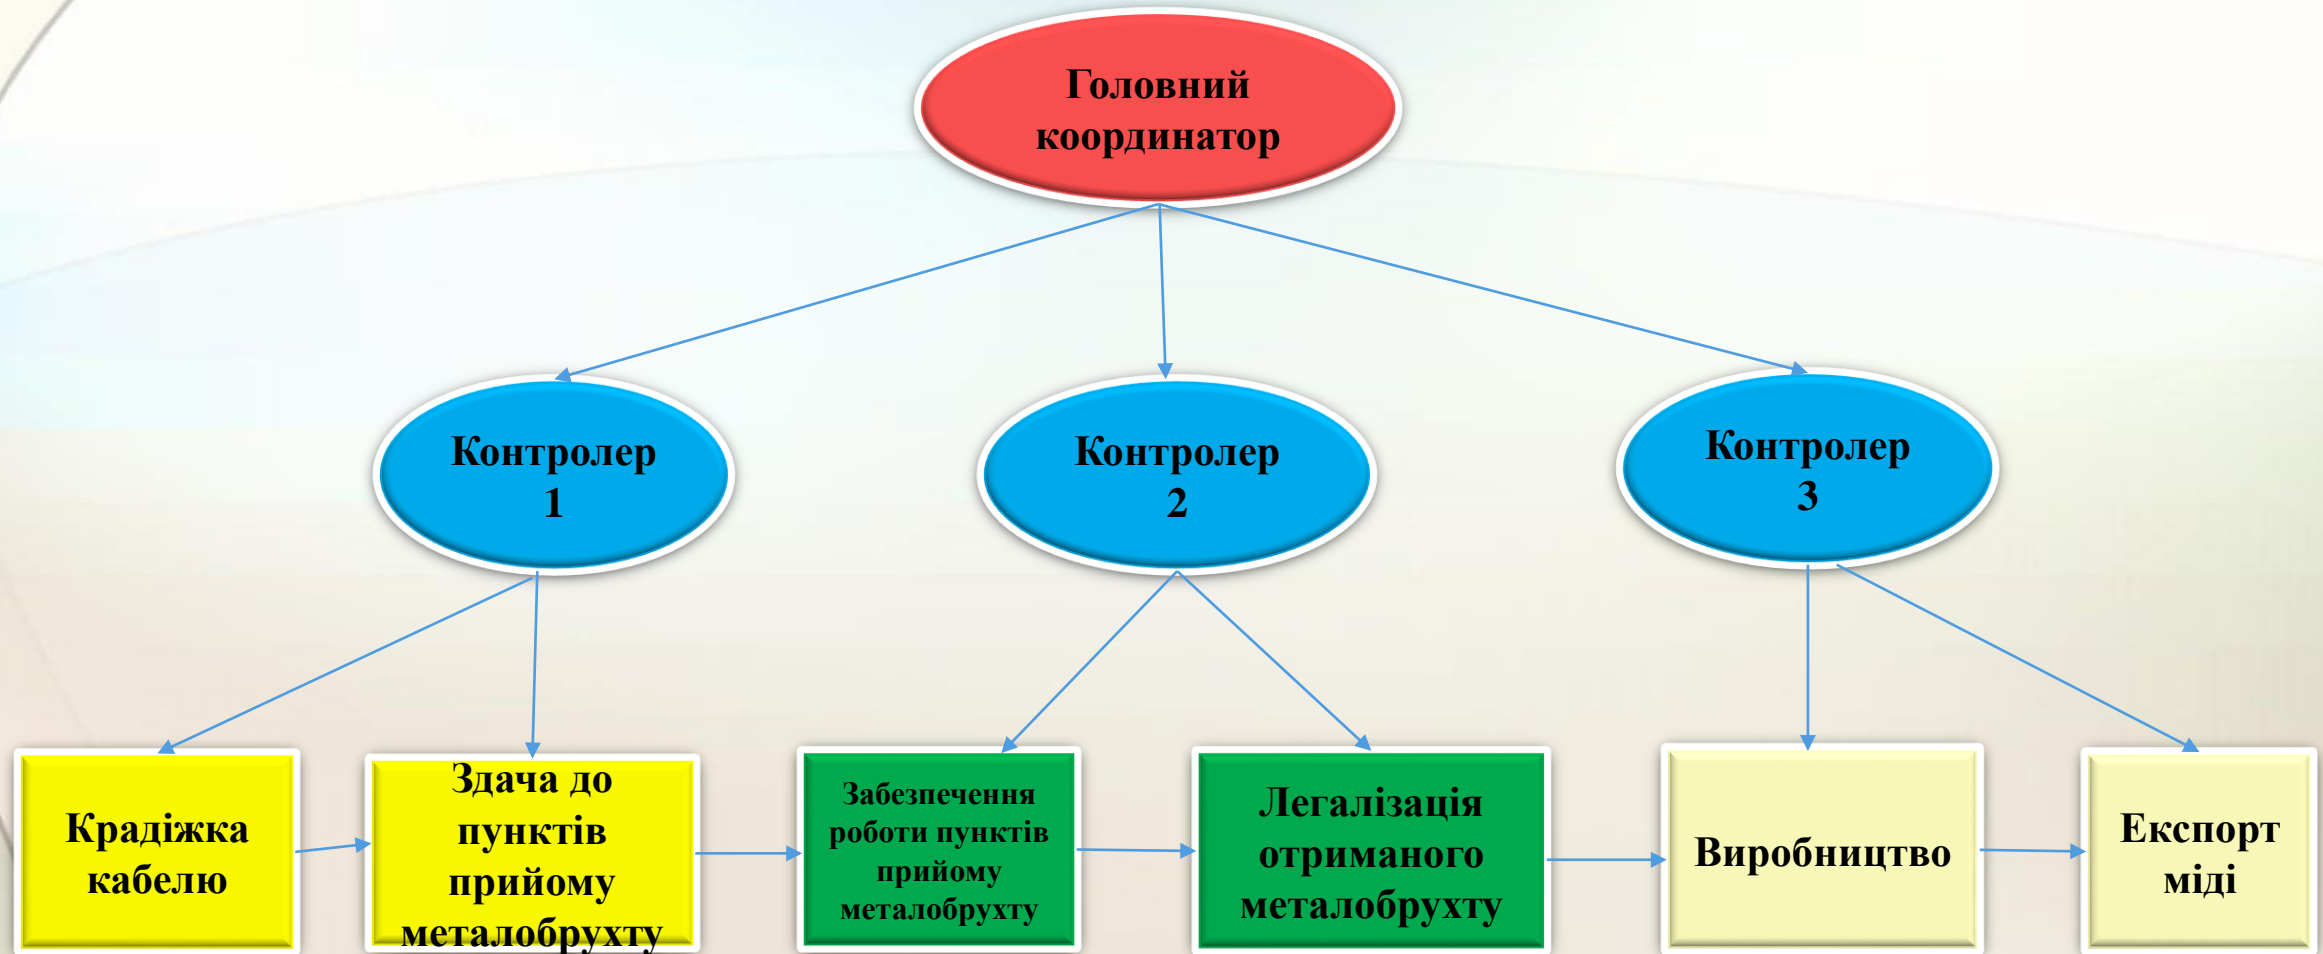 Головний
координатор
Контролер
1
Контролер
2
Контролер
3
Крадіжка
кабелю
Здача до
пунктів
прийому
металобрухту
Забезпечення
роботи пунктів
прийому
металобрухту
Легалізація
отриманого
металобрухту
Виробництво
Експорт
міді